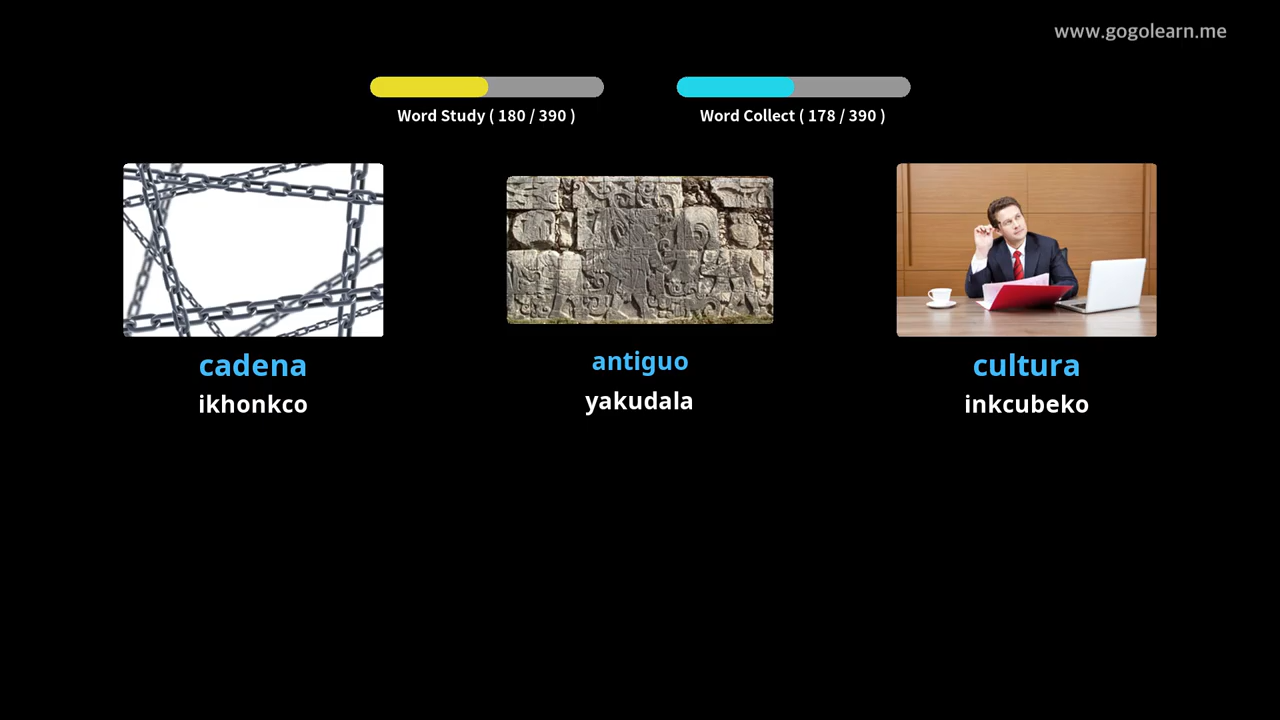 www.gogolearn.me
Word Study ( 180 / 390 )
Word Collect ( 178 / 390 )
cadena
ikhonkco
antiguo
yakudala
cultura
inkcubeko